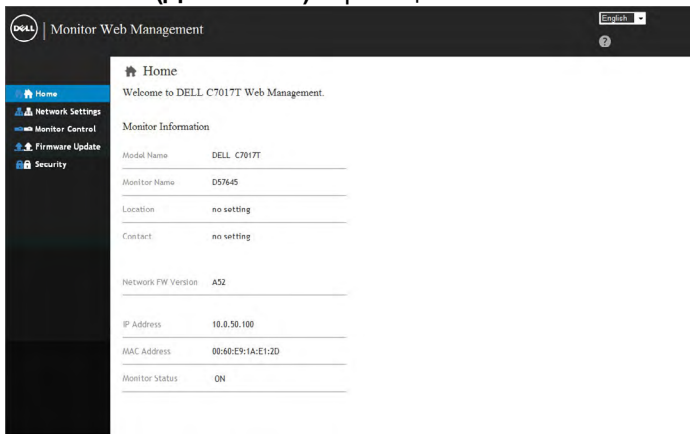 DELL | Monitor Web Management
English
?
Home
Network Settings
Monitor Control
Firmware Update
Security
Home
Welcome to DELL C7017T Web Management.
Monitor Information
Model Name DELL C7017T
Monitor Name D57645
Location no setting
Contact no setting
Network FW Version A52
IP Address 10.0.50.100
MAC Address 00:60:E9:1A:E1:2D
Monitor Status ON